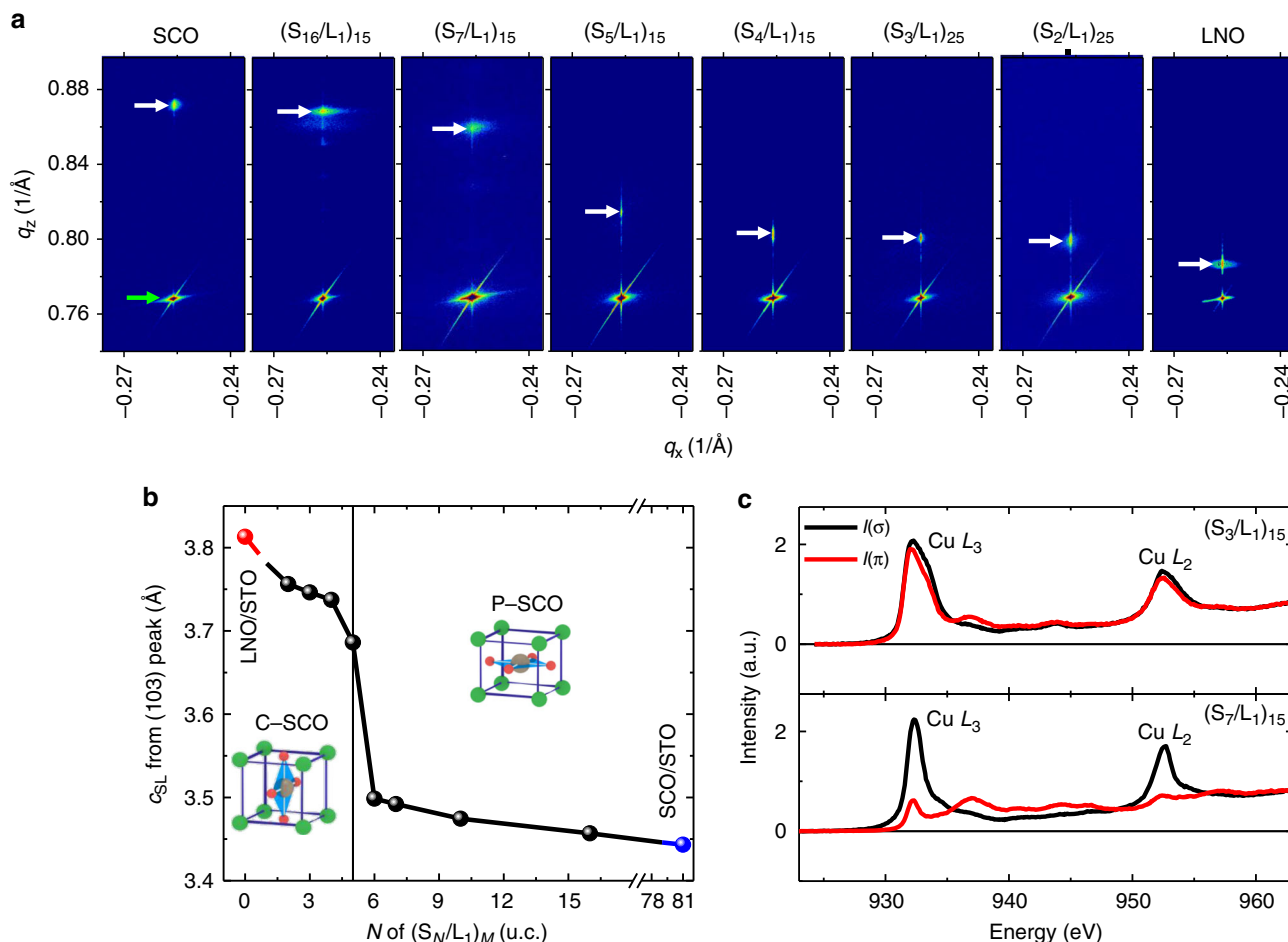 a
SCO (S16/L1)15 (S7/L1)15 (S5/L1)15 (S4/L1)15 (S3/L1)25 (S2/L1)25 LNO
0.88
0.84
0.80
0.76
qz (1/Å)
−0.27 −0.24 −0.27 −0.24 −0.27 −0.24 −0.27 −0.24 −0.27 −0.24 −0.27 −0.24 −0.27 −0.24 −0.27 −0.24
qx (1/Å)
b
cSL from (103) peak (Å)
3.8
3.7
3.6
3.5
3.4
LNO/STO
P–SCO
C–SCO
SCO/STO
0 3 6 9 12 15 78 81
N of (SN/L1)M (u.c.)
c
I(σ)
I(π)
Cu L3
Cu L2
(S3/L1)15
2
0
Cu L3
Cu L2
(S7/L1)15
2
0
Intensity (a.u.)
930 940 950 960
Energy (eV)